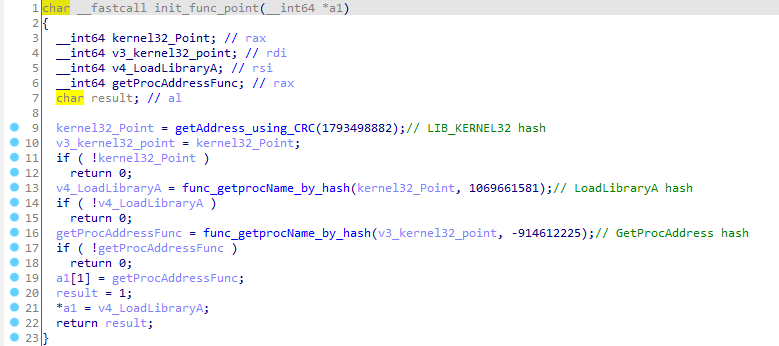 1 char __fastcall init_func_point(__int64 *a1)
2 {
3 __int64 kernel32_Point; // rax
4 __int64 v3_kernel32_point; // rdi
5 __int64 v4_LoadLibraryA; // rsi
6 __int64 getProcAddressFunc; // rax
7 char result; // al
8
9 kernel32_Point = getAddress_using_CRC(1793498882);// LIB_KERNEL32 hash
10 v3_kernel32_point = kernel32_Point;
11 if ( !kernel32_Point )
12 return 0;
13 v4_LoadLibraryA = func_getprocName_by_hash(kernel32_Point, 1069661581);// LoadLibraryA hash
14 if ( !v4_LoadLibraryA )
15 return 0;
16 getProcAddressFunc = func_getprocName_by_hash(v3_kernel32_point, -914612225);// GetProcAddress hash
17 if ( !getProcAddressFunc )
18 return 0;
19 a1[1] = getProcAddressFunc;
20 result = 1;
21 *a1 = v4_LoadLibraryA;
22 return result;
23 }